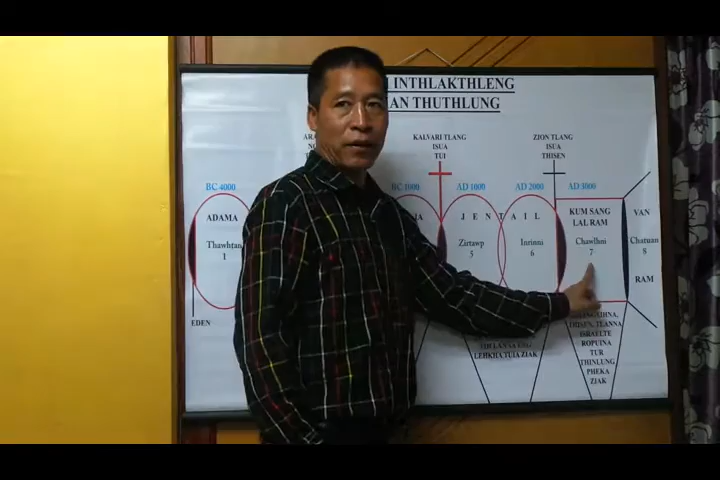 INTHLAKTHLENG
AN THUTHLUNG
KALVARI TLANG
ISUA
TUI
ZION TLANG
ISUA
THISEN
BC 4000
BC 1000
AD 1000
AD 2000
AD 3000
ADAMA
JENTAIL
KUM SANG
LAL RAM
VAN
Thawhtan
1
Zirtawp
5
Inrinni
6
Chawlhni
7
Chatuan
8
RAM
EDEN
LEHKHA TUIA ZIAK
THISEN, TEANNA
ISRAELTE
ROPUINA
TUR
THINLUNG
PHEKA
ZIAK